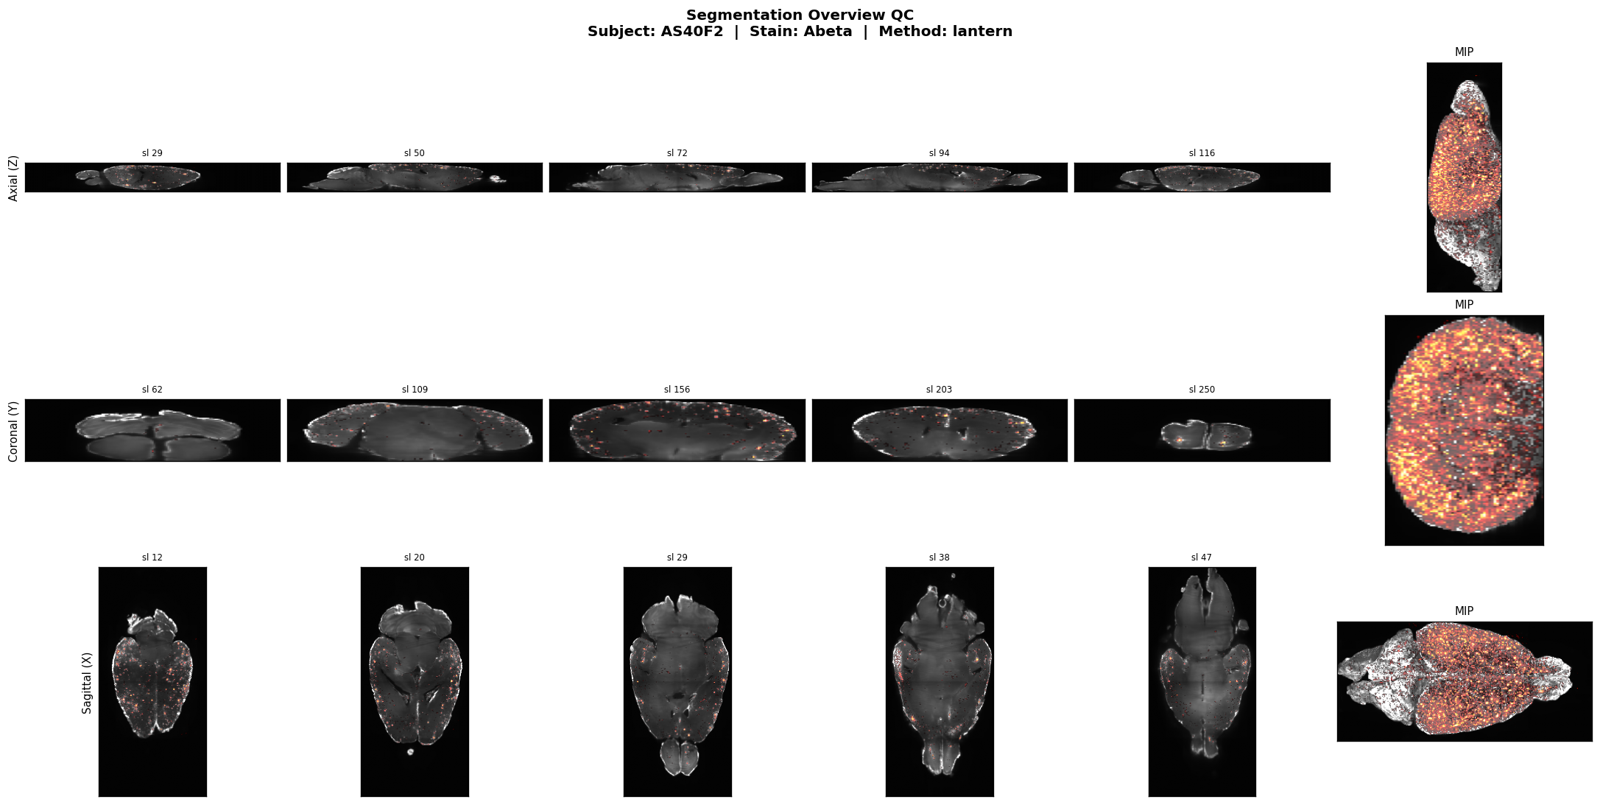 Segmentation Overview QC
Subject: AS40F2 | Stain: Abeta | Method: lantern
MIP
Axial (Z)
sl 29
sl 50
sl 72
sl 94
sl 116
MIP
Coronal (Y)
sl 62
sl 109
sl 156
sl 203
sl 250
Sagittal (X)
sl 12
sl 20
sl 29
sl 38
sl 47
MIP